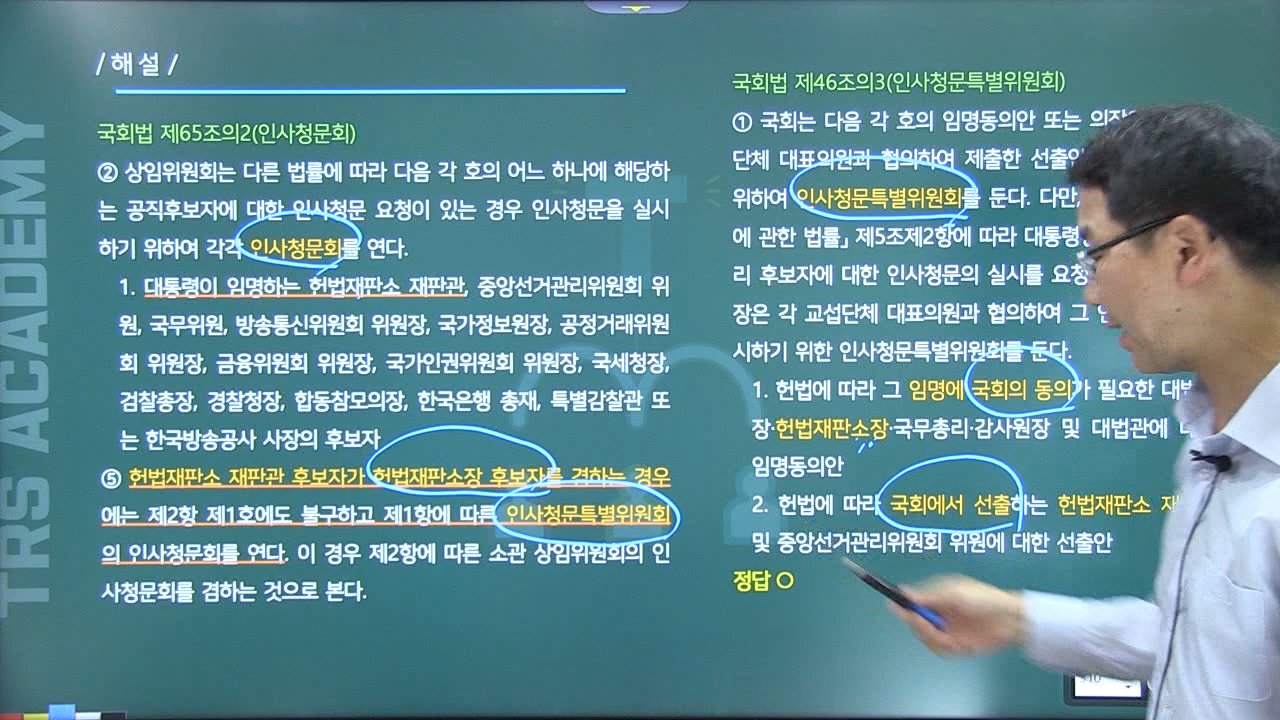 TRS ACADEMY
/ 해 설 /
국회법 제65조의2(인사청문회)
② 상임위원회는 다른 법률에 따라 다음 각 호의 어느 하나에 해당하
는 공직후보자에 대한 인사청문 요청이 있는 경우 인사청문을 실시
하기 위하여 각각 인사청문회를 연다.
1. 대통령이 임명하는 헌법재판소 재판관, 중앙선거관리위원회 위
원, 국무위원, 방송통신위원회 위원장, 국가정보원장, 공정거래위원
회 위원장, 금융위원회 위원장, 국가인권위원회 위원장, 국세청장,
검찰총장, 경찰청장, 합동참모의장, 한국은행 총재, 특별감찰관 또
는 한국방송공사 사장의 후보자
⑤ 헌법재판소 재판관 후보자가 헌법재판소장 후보자를 겸하는 경우
에는 제2항 제1호에도 불구하고 제1항에 따른 인사청문특별위원회
의 인사청문회를 연다. 이 경우 제2항에 따른 소관 상임위원회의 인
사청문회를 겸하는 것으로 본다.
국회법 제46조의3(인사청문특별위원회)
① 국회는 다음 각 호의 임명동의안 또는
단체 대표의원과 협의하여 제출한
위하여 인사청문특별위원회를 둔다. 다만,
에 관한 법률」 제5조제2항에 따라
리 후보자에 대한 인사청문의 실시를
장은 각 교섭단체 대표의원과 협의하여 그
시하기 위한 인사청문특별위원회를 둔다.
1. 헌법에 따라 그 임명에 국회의 동의가 필요한
장·헌법재판소장·국무총리·감사원장 및 대법관에
임명동의안
2. 헌법에 따라 국회에서 선출하는 헌법재판소
및 중앙선거관리위원회 위원에 대한 선출안
정답 O